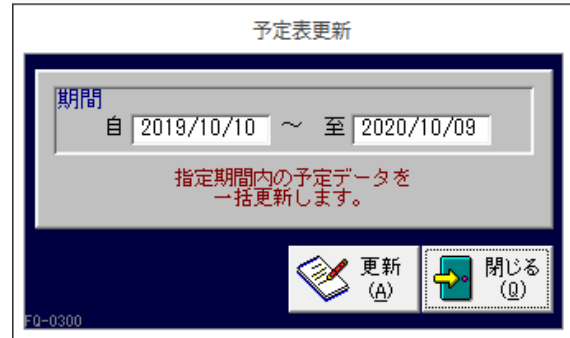 予定表更新
期間
自 2019/10/10 ～ 至 2020/10/09
指定期間内の予定データを
一括更新します。
更新
(A)
閉じる
(Q)
FQ-0300